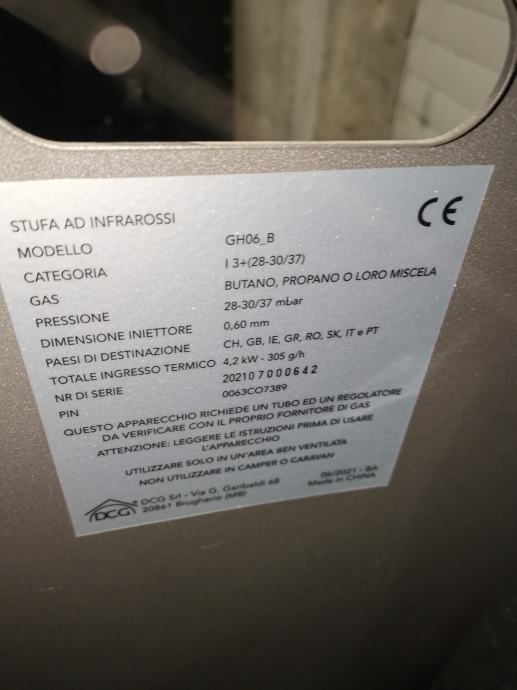 CE
STUFA AD INFRAROSSI
MODELLO GH06_B
CATEGORIA I 3+(28-30/37)
GAS BUTANO, PROPANO O LORO MISCELA
PRESSIONE 28-30/37 mbar
DIMENSIONE INIETTORE 0,60 mm
PAESI DI DESTINAZIONE CH, GB, IE, GR, RO, SK, IT e PT
TOTALE INGRESSO TERMICO 4,2 kW - 305 g/h
NR DI SERIE 202107000642
PIN 0063CO7389
QUESTO APPARECCHIO RICHIEDE UN TUBO ED UN REGOLATORE
DA VERIFICARE CON IL PROPRIO FORNITORE DI GAS
ATTENZIONE: LEGGERE LE ISTRUZIONI PRIMA DI USARE
L'APPARECCHIO
UTILIZZARE SOLO IN UN'AREA BEN VENTILATA
NON UTILIZZARE IN CAMPER O CARAVAN
DCG® DCG Srl - Via G. Garibaldi 68
20861 Brugherio (MB)
06/2021 - BA
Made in CHINA